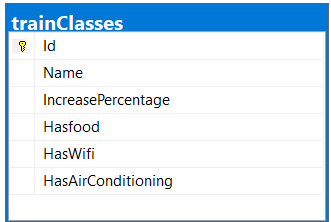 trainClasses
Id
Name
IncreasePercentage
Hasfood
HasWifi
HasAirConditioning